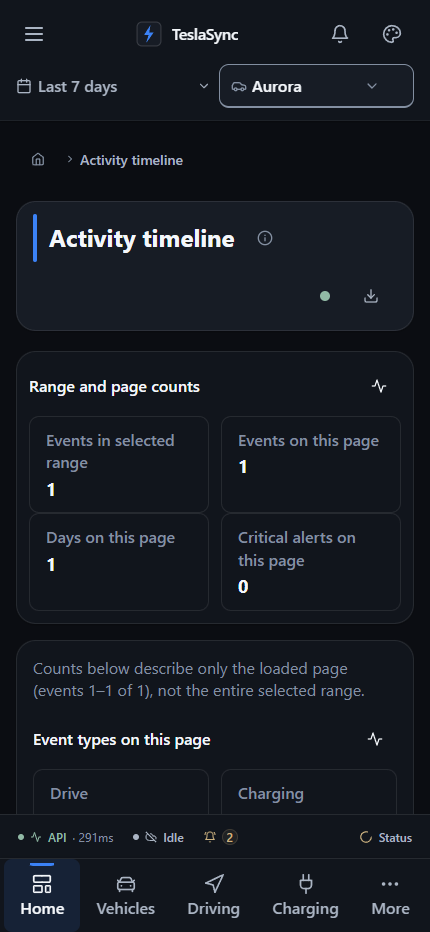 TeslaSync
Last 7 days
Aurora
Activity timeline
Activity timeline
Range and page counts
Events in selected
range
1
Events on this page
1
Days on this page
1
Critical alerts on
this page
0
Counts below describe only the loaded page
(events 1–1 of 1), not the entire selected range.
Event types on this page
Drive
Charging
API · 291ms
Idle
2
Status
Home
Vehicles
Driving
Charging
More